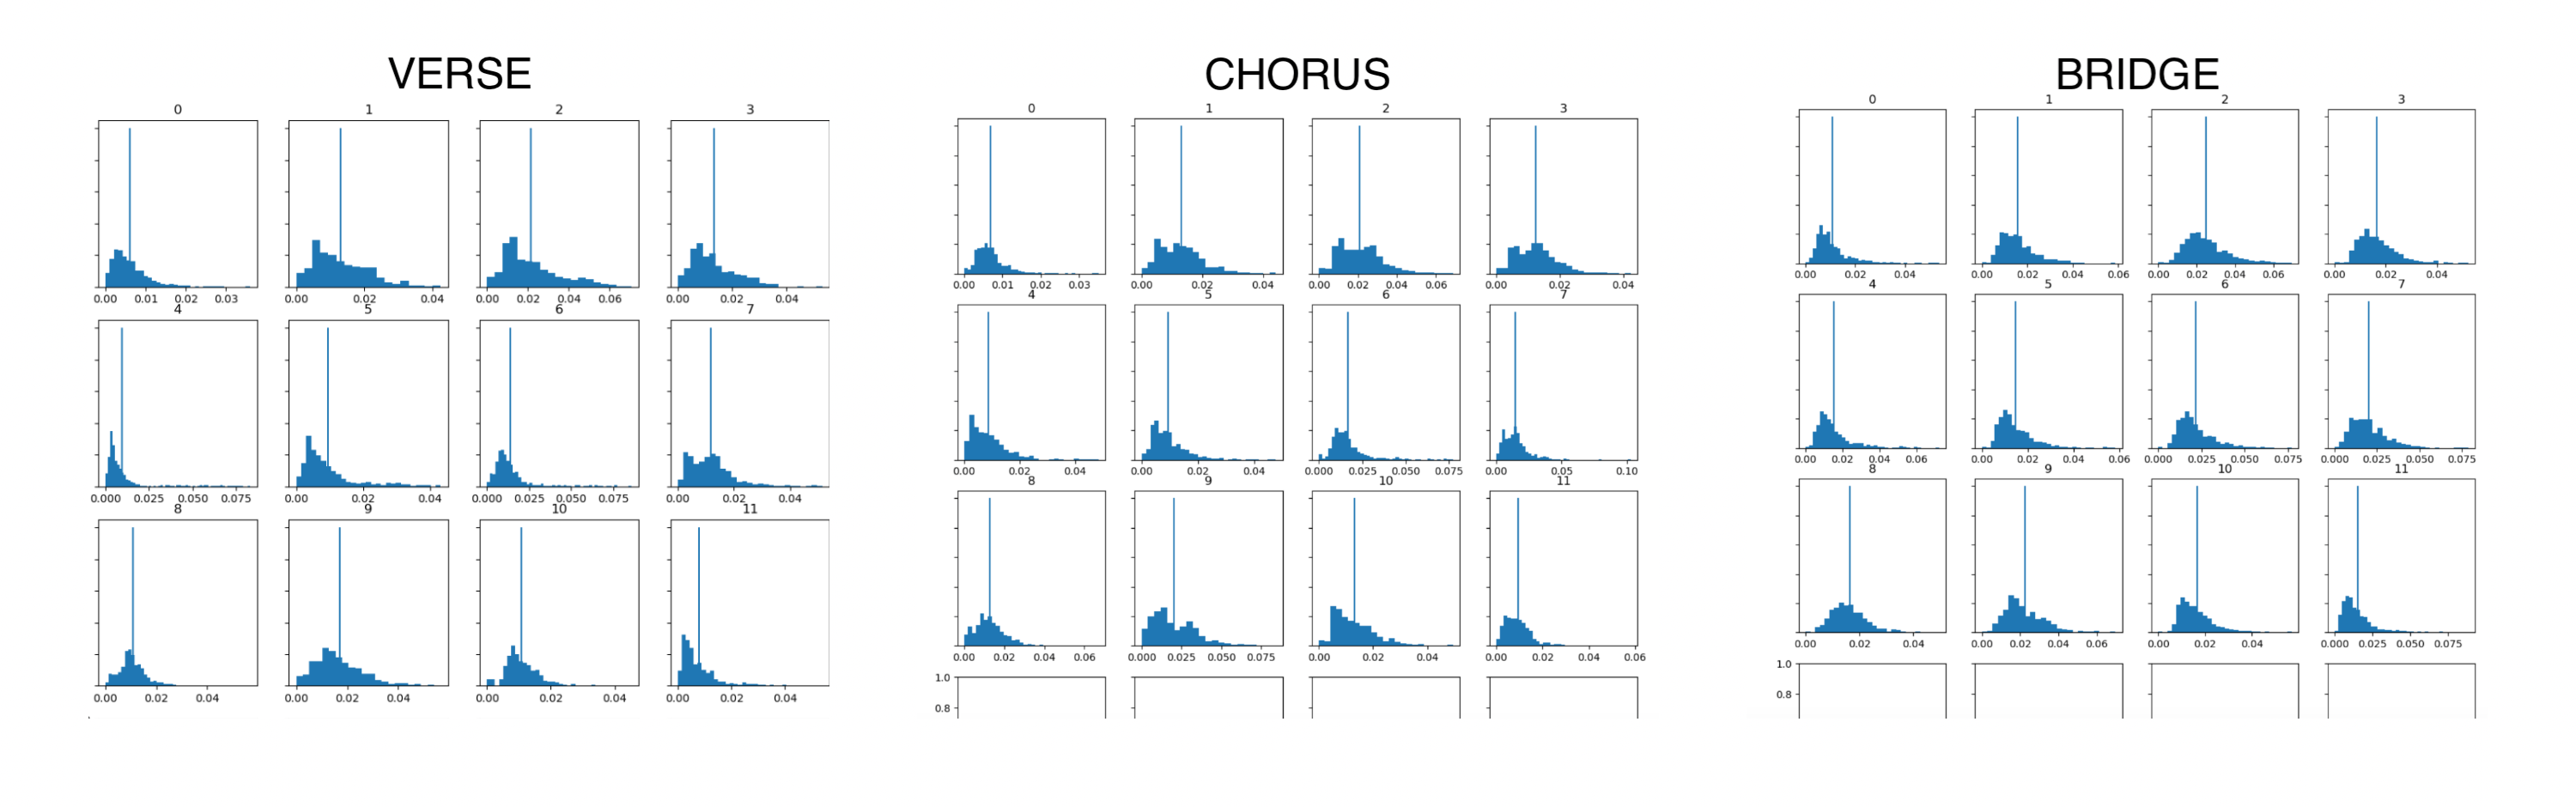 VERSE
0 1 2 3
0.00 0.01 0.02 0.03 0.00 0.02 0.04 0.00 0.02 0.04 0.06 0.00 0.02 0.04
4 5 6 7
0.000 0.025 0.050 0.075 0.00 0.02 0.04 0.000 0.025 0.050 0.075 0.00 0.02 0.04
8 9 10 11
0.00 0.02 0.04 0.00 0.02 0.04 0.00 0.02 0.04 0.00 0.02 0.04
CHORUS
0 1 2 3
0.00 0.01 0.02 0.03 0.00 0.02 0.04 0.00 0.02 0.04 0.06 0.00 0.02 0.04
4 5 6 7
0.00 0.02 0.04 0.00 0.02 0.04 0.000 0.025 0.050 0.075 0.00 0.05 0.10
8 9 10 11
0.00 0.02 0.04 0.06 0.000 0.025 0.050 0.075 0.00 0.02 0.04 0.00 0.02 0.04 0.06
1.0
0.8
BRIDGE
0 1 2 3
0.00 0.02 0.04 0.00 0.02 0.04 0.06 0.00 0.02 0.04 0.06 0.00 0.02 0.04
4 5 6 7
0.00 0.02 0.04 0.06 0.00 0.02 0.04 0.06 0.000 0.025 0.050 0.075 0.000 0.025 0.050 0.075
8 9 10 11
0.00 0.02 0.04 0.00 0.02 0.04 0.06 0.00 0.02 0.04 0.000 0.025 0.050 0.075
1.0
0.8